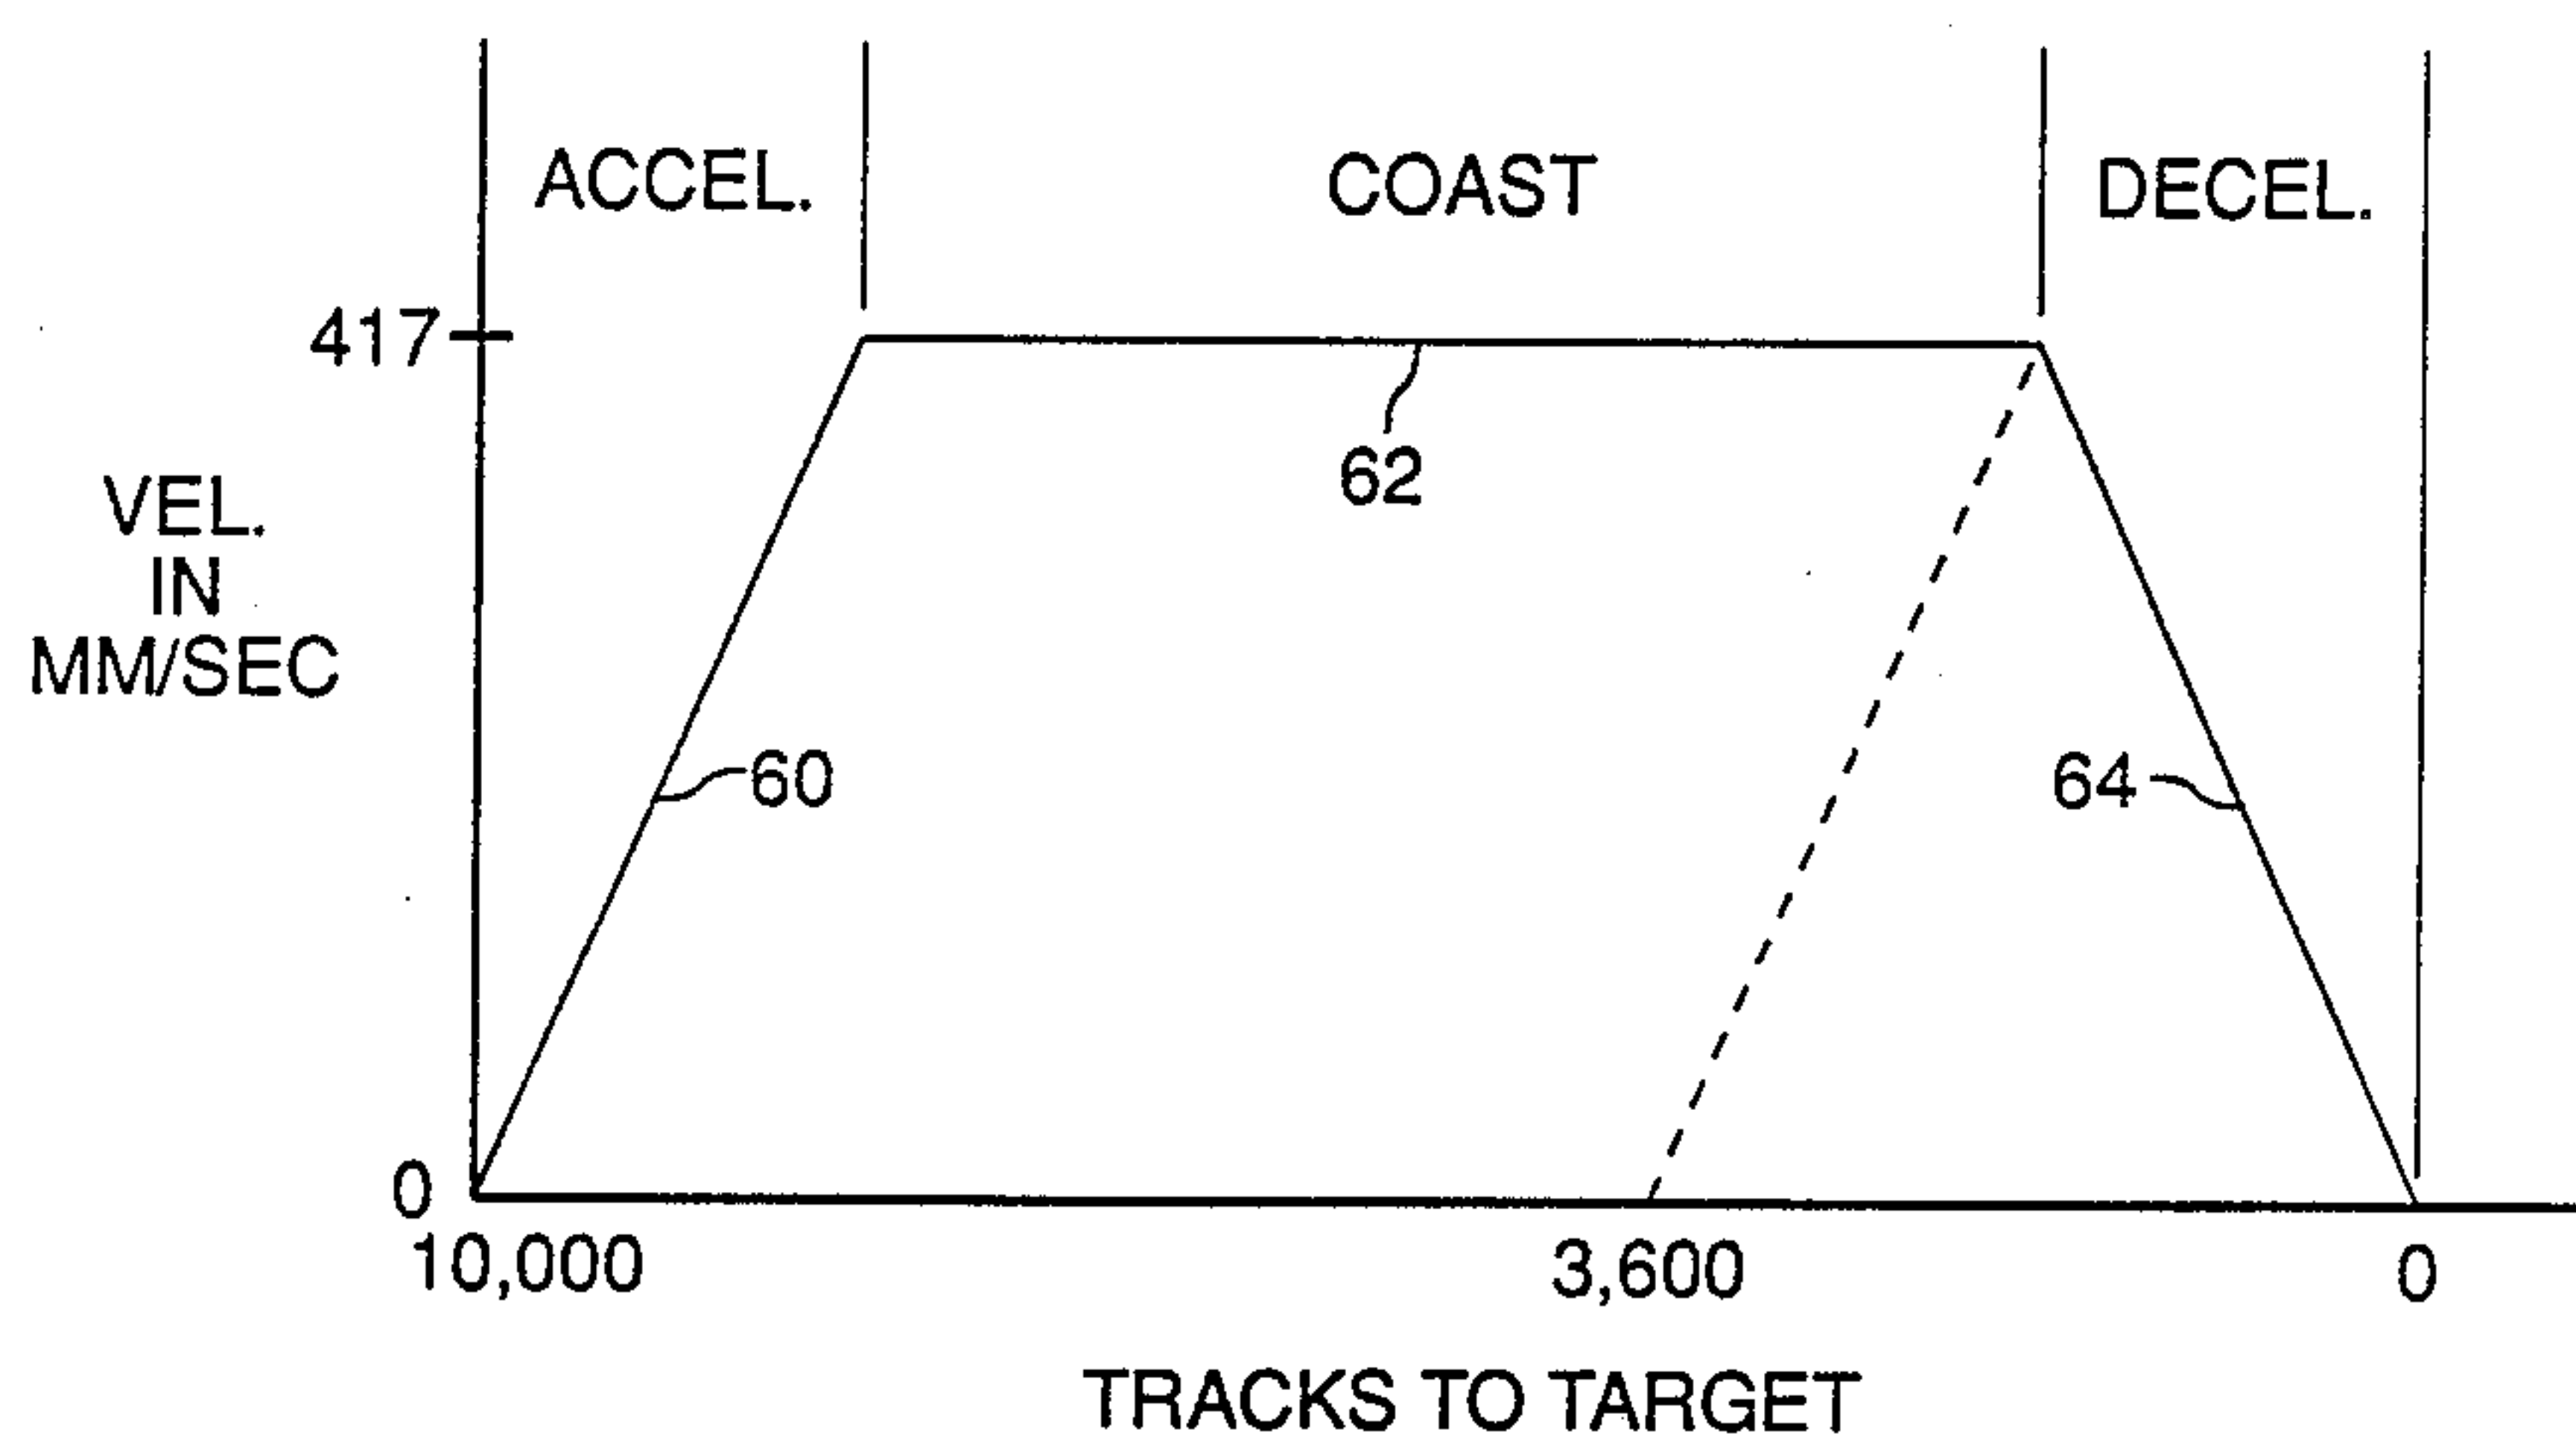 ACCEL.
COAST
DECEL.
417
62
VEL.
IN
MM/SEC
60
64
0
10,000
3,600
0
TRACKS TO TARGET